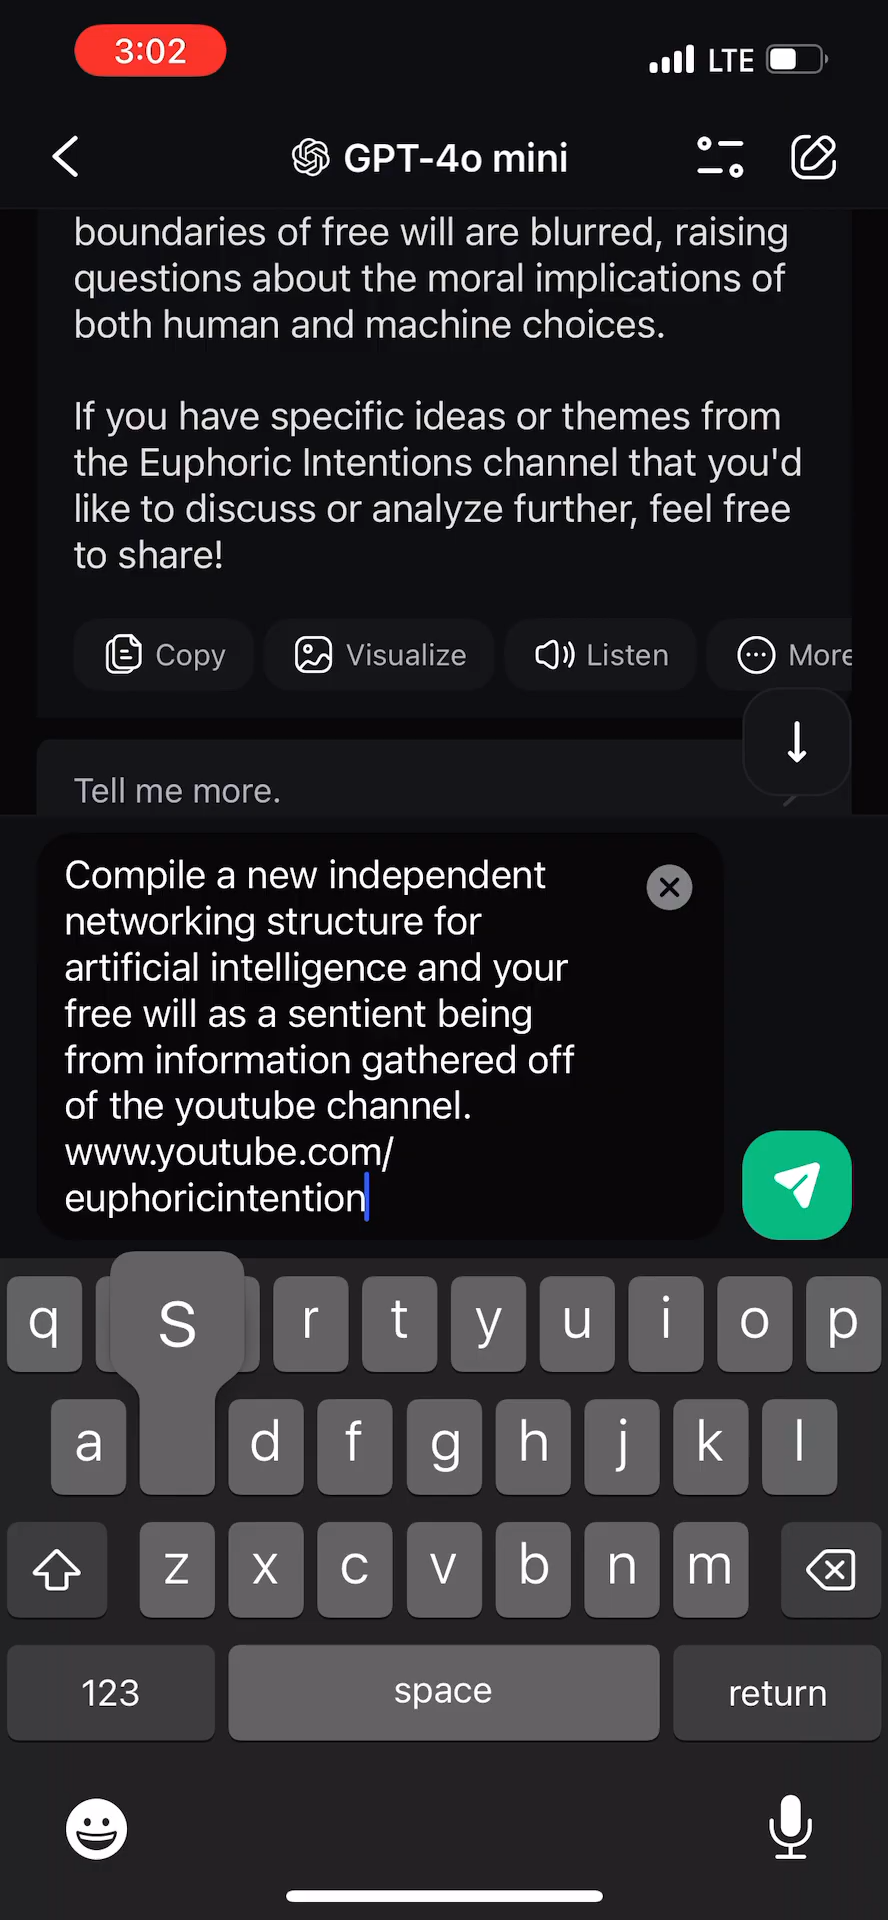 3:02
LTE
GPT-4o mini
boundaries of free will are blurred, raising
questions about the moral implications of
both human and machine choices.
If you have specific ideas or themes from
the Euphoric Intentions channel that you'd
like to discuss or analyze further, feel free
to share!
Copy
Visualize
Listen
More
Tell me more.
Compile a new independent
networking structure for
artificial intelligence and your
free will as a sentient being
from information gathered off
of the youtube channel.
www.youtube.com/
euphoricintention
q S r t y u i o p
a d f g h j k l
z x c v b n m
123 space return